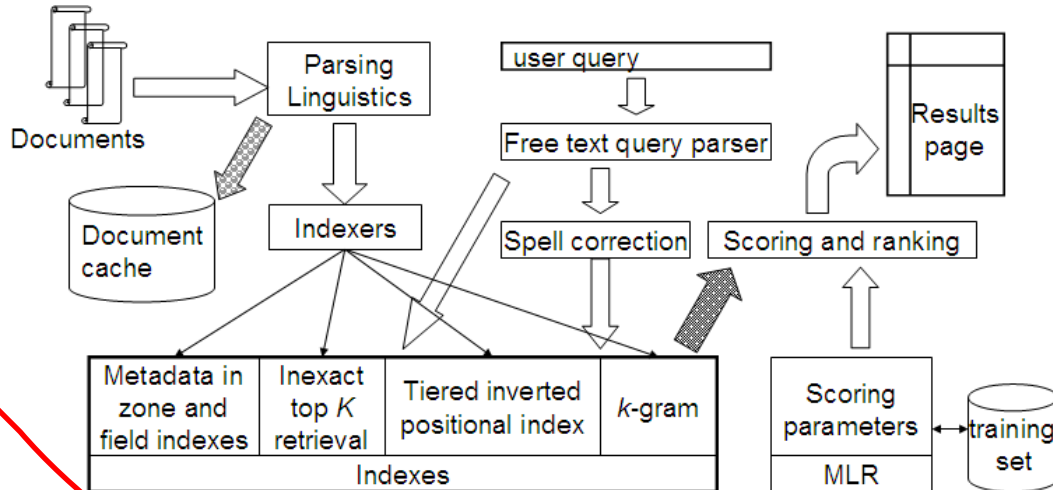 Documents
Parsing
Linguistics
user query
Free text query parser
Results
page
Document
cache
Indexers
Spell correction
Scoring and ranking
Metadata in
zone and
field indexes
Inexact
top K
retrieval
Tiered inverted
positional index
k-gram
Indexes
Scoring
parameters
MLR
training
set